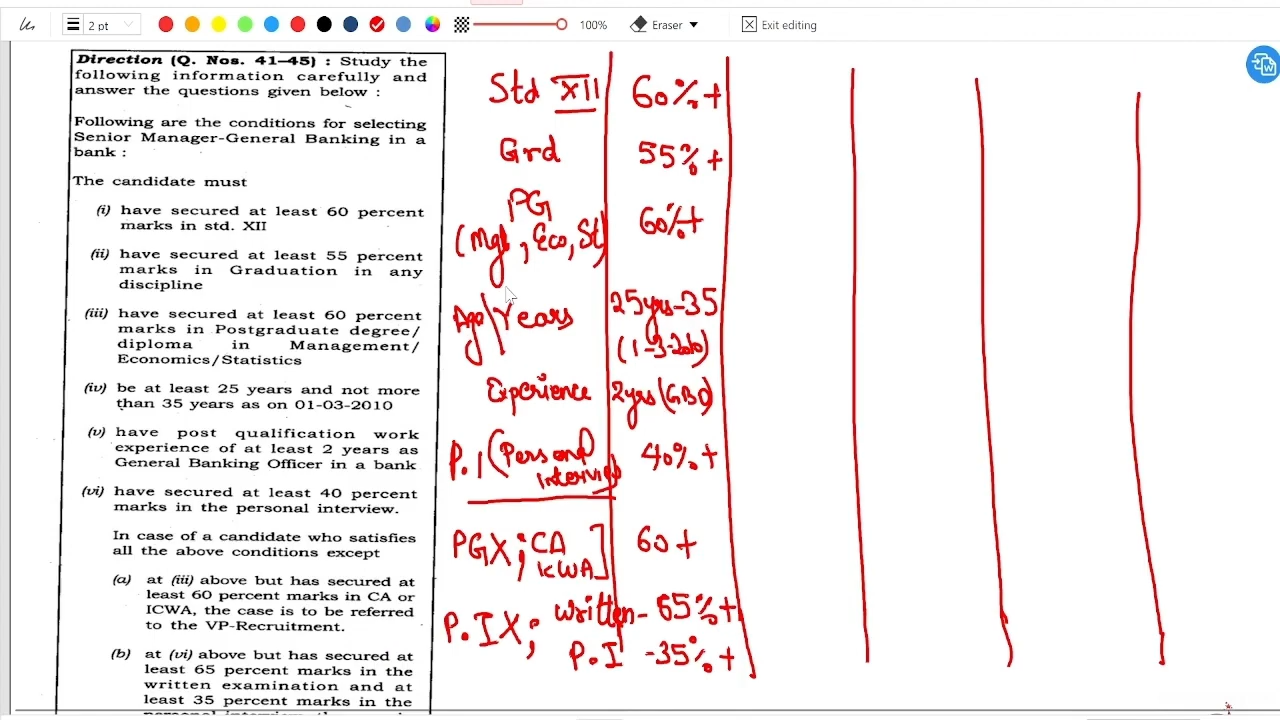 2 pt
100%
Eraser
Exit editing
Direction (Q. Nos. 41–45) : Study the
following information carefully and
answer the questions given below :
Following are the conditions for selecting
Senior Manager-General Banking in a
bank :
The candidate must
(i) have secured at least 60 percent
marks in std. XII
(ii) have secured at least 55 percent
marks in Graduation in any
discipline
(iii) have secured at least 60 percent
marks in Postgraduate degree/
diploma in Management/
Economics/Statistics
(iv) be at least 25 years and not more
than 35 years as on 01-03-2010
(v) have post qualification work
experience of at least 2 years as
General Banking Officer in a bank
(vi) have secured at least 40 percent
marks in the personal interview.
In case of a candidate who satisfies
all the above conditions except
(a) at (iii) above but has secured at
least 60 percent marks in CA or
ICWA, the case is to be referred
to the VP-Recruitment.
(b) at (vi) above but has secured at
least 65 percent marks in the
written examination and at
least 35 percent marks in the
Std XII 60%+
Grd 55%+
PG
(Mgt, Eco, St) 60%+
Age/Years 25yrs-35
(1-3-2010)
Experience 2yrs (GBO)
P.I (Personal
interview) 40%+
PGX; CA
ICWA] 60+
P.IX; written - 65%+
P.I -35%+